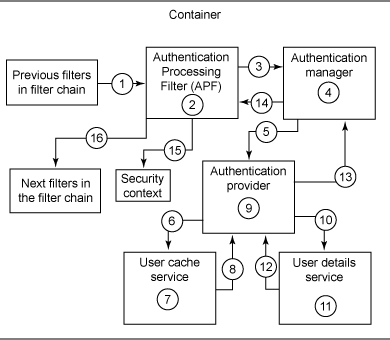 Container
Previous filters
in filter chain
1
Authentication
Processing
Filter (APF)
2
3
Authentication
manager
4
14
16
15
5
Next filters in
the filter chain
Security
context
Authentication
provider
9
13
6
10
User cache
service
7
8
12
User details
service
11